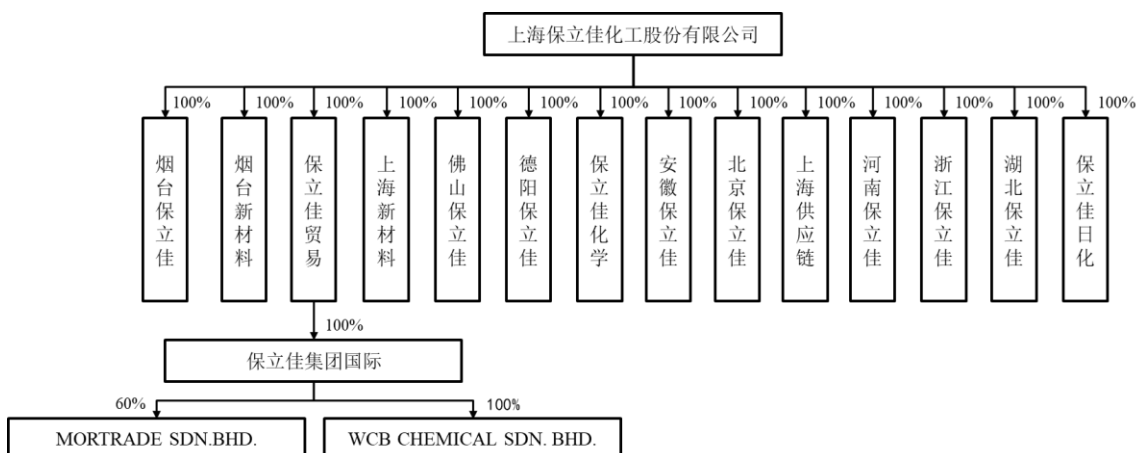 上海保立佳化工股份有限公司
100% 100% 100% 100% 100% 100% 100% 100% 100% 100% 100% 100% 100% 100%
烟台保立佳
烟台新材料
保立佳贸易
上海新材料
佛山保立佳
德阳保立佳
保立佳化学
安徽保立佳
北京保立佳
上海供应链
河南保立佳
浙江保立佳
湖北保立佳
保立佳日化
100%
保立佳集团国际
60% 100%
MORTRADE SDN.BHD.
WCB CHEMICAL SDN. BHD.